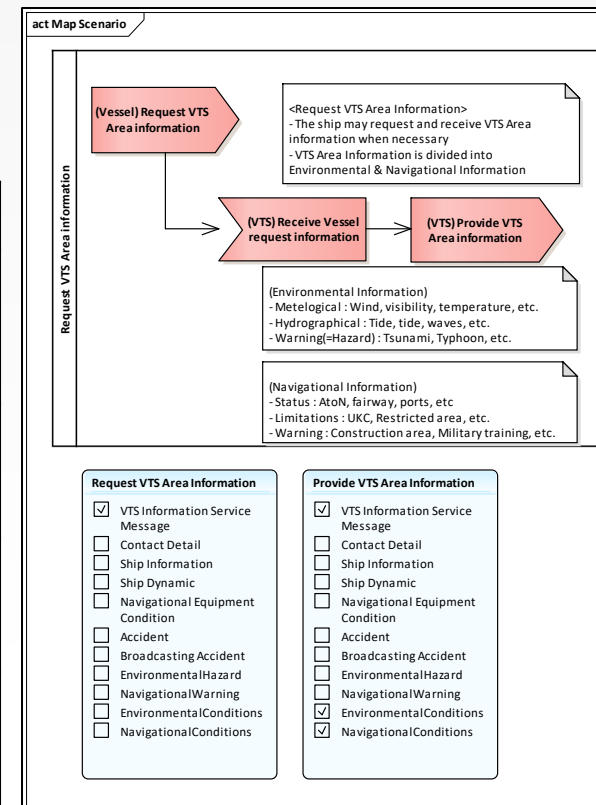 act Map Scenario
Request VTS Area information
(Vessel) Request VTS
Area information
<Request VTS Area Information>
- The ship may request and receive VTS Area
information when necessary
- VTS Area Information is divided into
Environmental & Navigational Information
(VTS) Receive Vessel
request information
(VTS) Provide VTS
Area information
(Environmental Information)
- Metelogical : Wind, visibility, temperature, etc.
- Hydrographical : Tide, tide, waves, etc.
- Warning(=Hazard) : Tsunami, Typhoon, etc.
(Navigational Information)
- Status : AtoN, fairway, ports, etc
- Limitations : UKC, Restricted area, etc.
- Warning : Construction area, Military training, etc.
Request VTS Area Information
VTS Information Service
Message
Contact Detail
Ship Information
Ship Dynamic
Navigational Equipment
Condition
Accident
Broadcasting Accident
EnvironmentalHazard
NavigationalWarning
EnvironmentalConditions
NavigationalConditions
Provide VTS Area Information
VTS Information Service
Message
Contact Detail
Ship Information
Ship Dynamic
Navigational Equipment
Condition
Accident
Broadcasting Accident
EnvironmentalHazard
NavigationalWarning
EnvironmentalConditions
NavigationalConditions